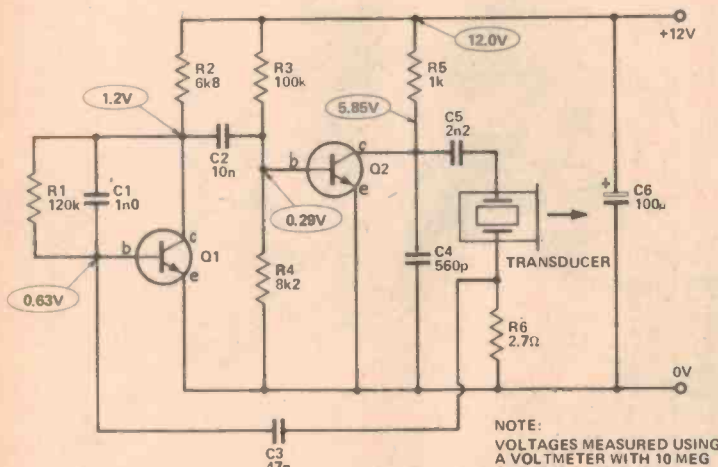 12.0V
+12V
R2
6k8
R3
100k
R5
1k
1.2V
5.85V
C5
2n2
C2
10n
R1
120k
C1
1n0
b
c
Q2
e
C6
+
100µ
0.29V
b
c
Q1
e
C4
560p
TRANSDUCER
R4
8k2
0.63V
R6
2.7Ω
0V
C3
NOTE:
VOLTAGES MEASURED USING
A VOLTMETER WITH 10 MEG